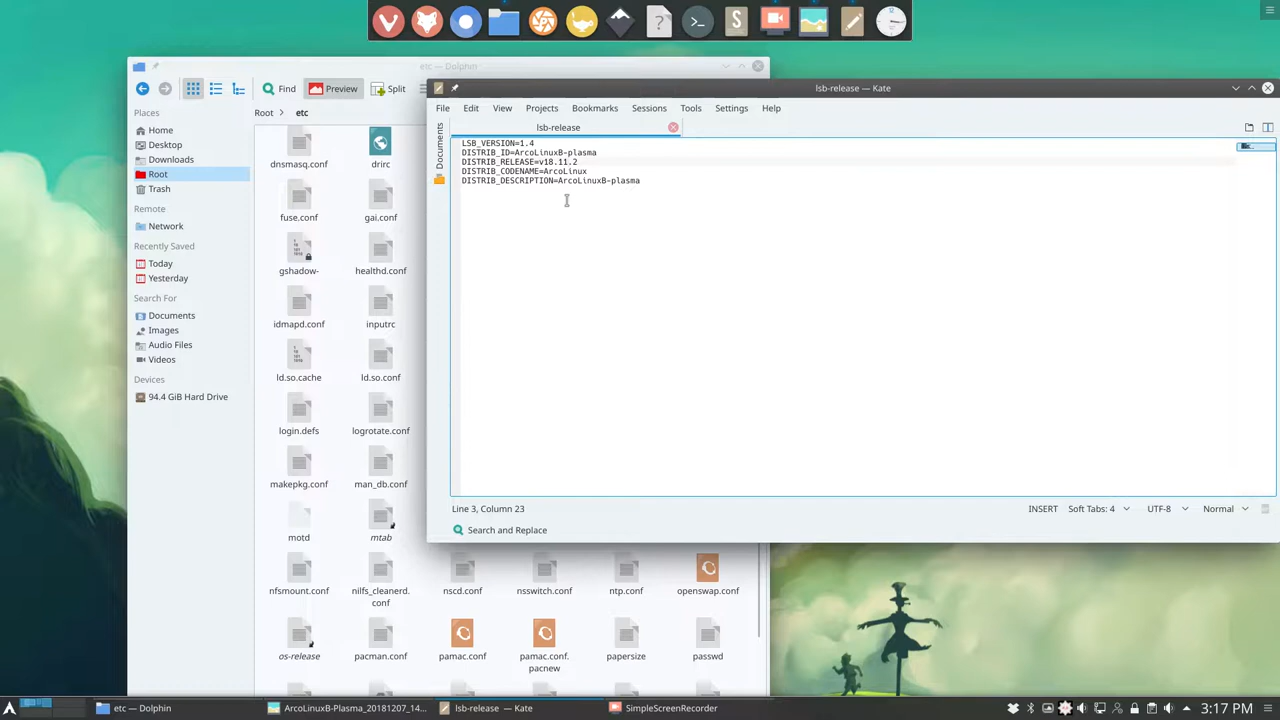 etc — Dolphin
Find
Preview
Split
Places
Home
Desktop
Downloads
Root
Trash
Remote
Network
Recently Saved
Today
Yesterday
Search For
Documents
Images
Audio Files
Videos
Devices
94.4 GiB Hard Drive
Root
etc
dnsmasq.conf
drirc
fuse.conf
gai.conf
gshadow-
healthd.conf
idmapd.conf
inputrc
ld.so.cache
ld.so.conf
login.defs
logrotate.conf
makepkg.conf
man_db.conf
motd
mtab
nfsmount.conf
nilfs_cleanerd.
conf
nscd.conf
nsswitch.conf
ntp.conf
openswap.conf
os-release
pacman.conf
pamac.conf
pamac.conf.
pacnew
papersize
passwd
lsb-release — Kate
File Edit View Projects Bookmarks Sessions Tools Settings Help
Documents
lsb-release
LSB_VERSION=1.4
DISTRIB_ID=ArcoLinuxB-plasma
DISTRIB_RELEASE=v18.11.2
DISTRIB_CODENAME=ArcoLinux
DISTRIB_DESCRIPTION=ArcoLinuxB-plasma
Line 3, Column 23
INSERT
Soft Tabs: 4
UTF-8
Normal
Search and Replace
etc — Dolphin
ArcoLinuxB-Plasma_20181207_14...
lsb-release — Kate
SimpleScreenRecorder
3:17 PM